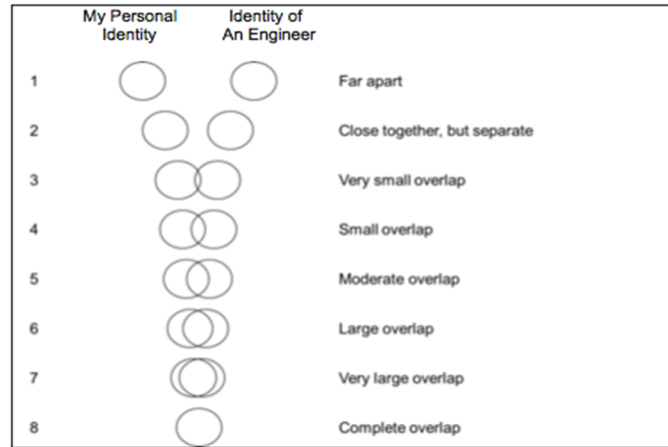 My Personal Identity of
Identity An Engineer
1 Far apart
2 Close together, but separate
3 Very small overlap
4 Small overlap
5 Moderate overlap
6 Large overlap
7 Very large overlap
8 Complete overlap